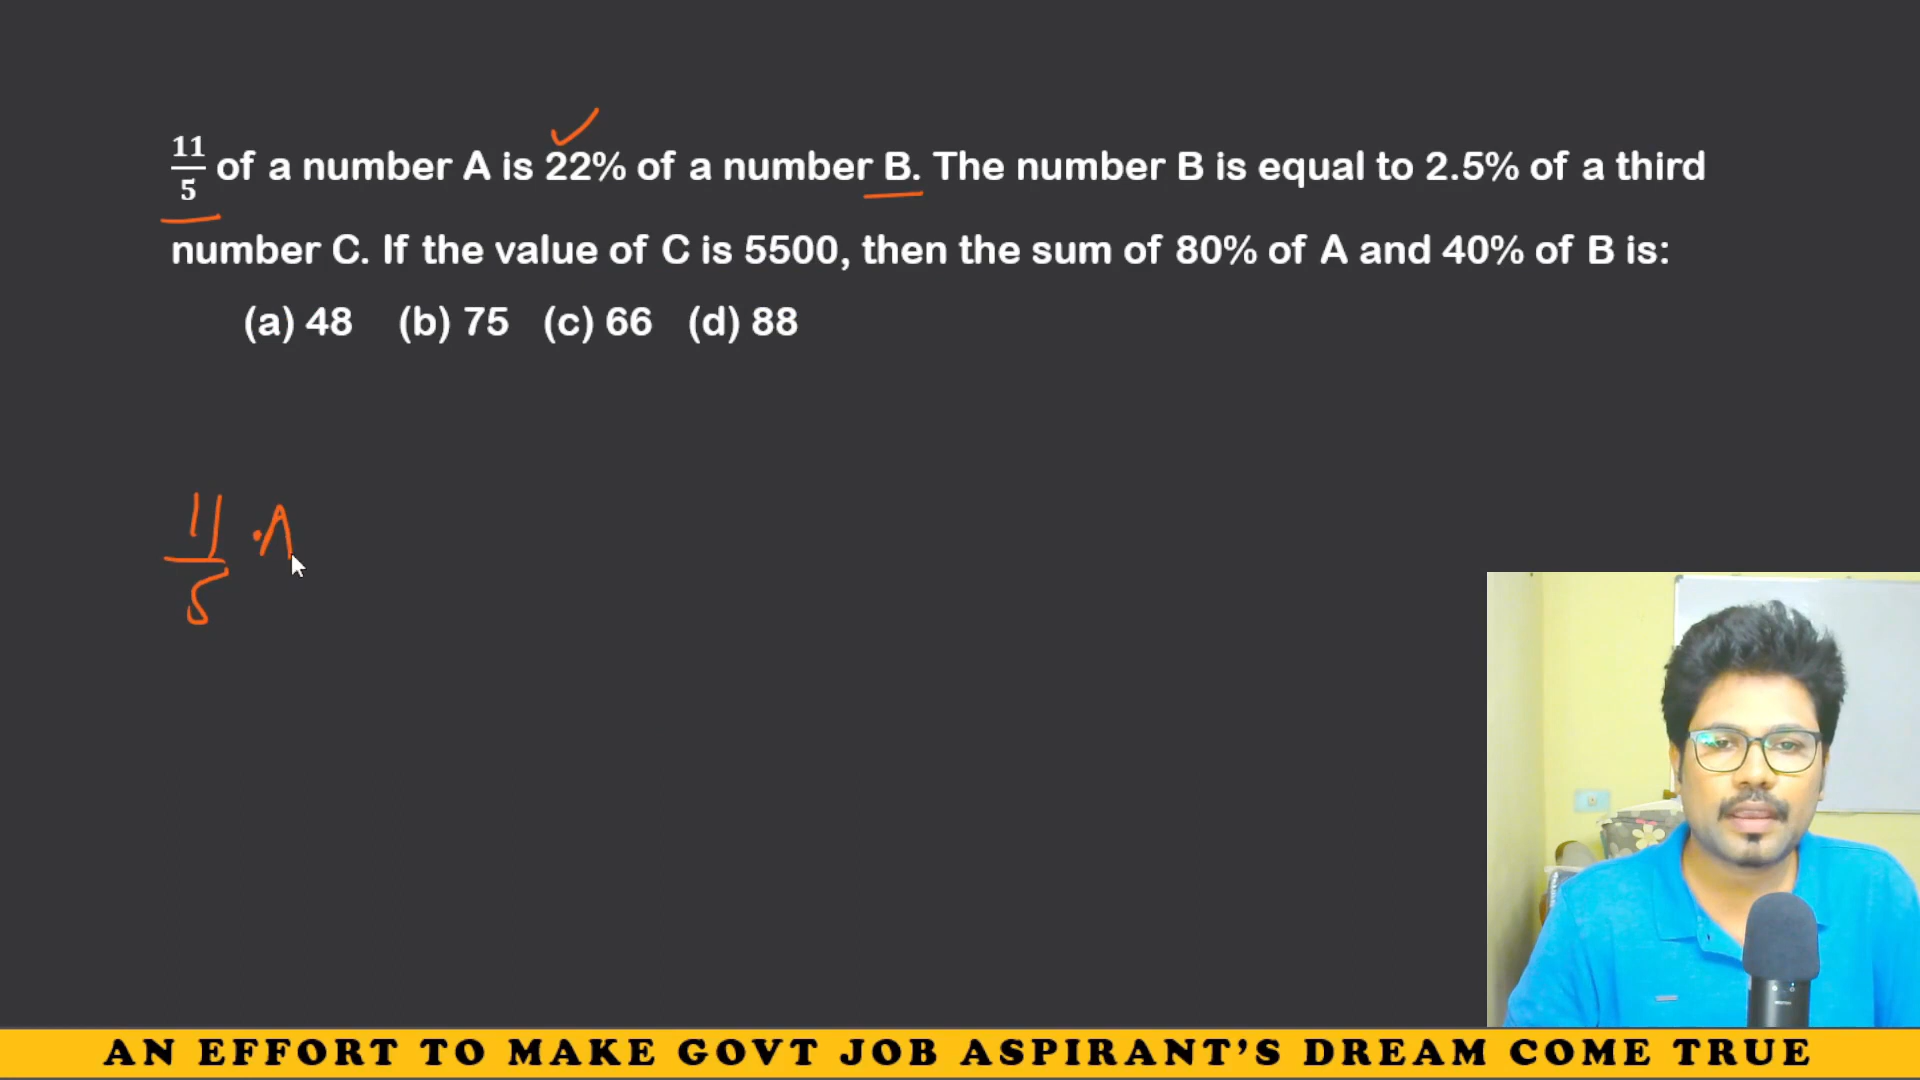 11/5 of a number A is 22% of a number B. The number B is equal to 2.5% of a third
number C. If the value of C is 5500, then the sum of 80% of A and 40% of B is:
(a) 48 (b) 75 (c) 66 (d) 88
11/5 · A
AN EFFORT TO MAKE GOVT JOB ASPIRANT'S DREAM COME TRUE